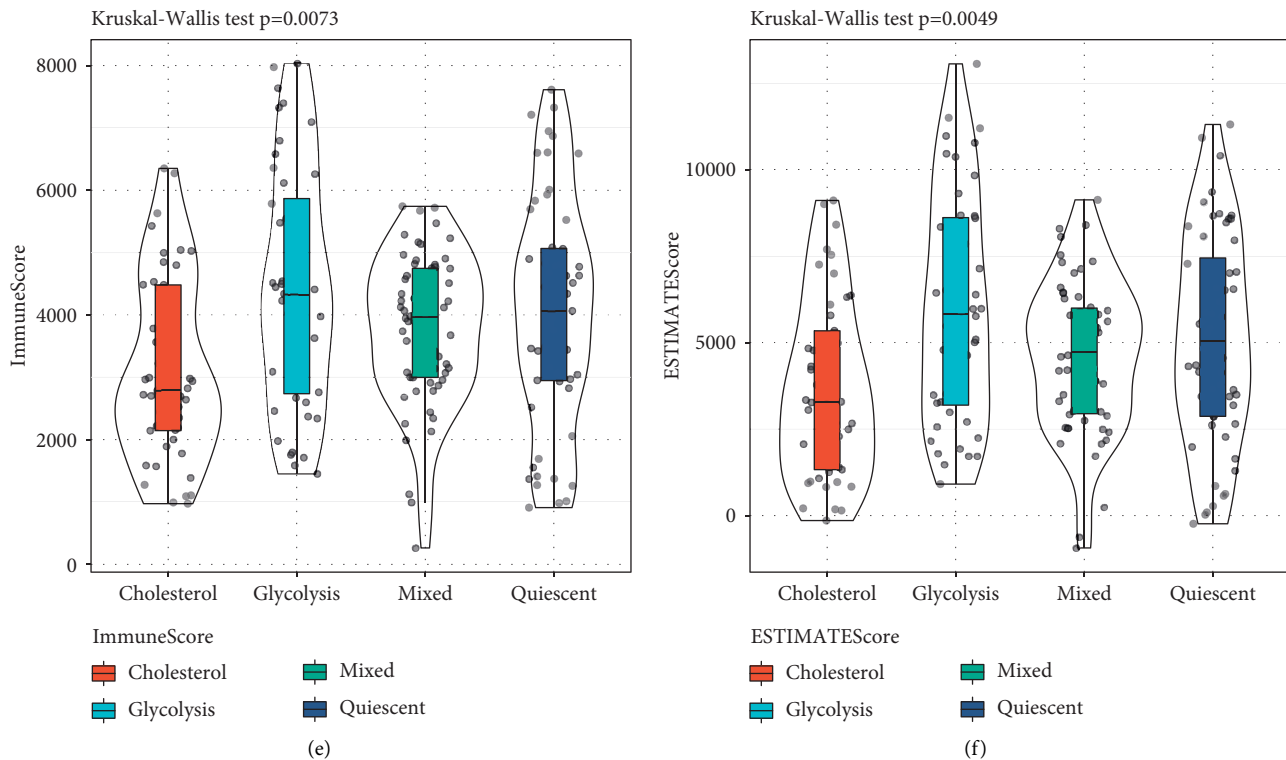 Kruskal-Wallis test p=0.0073
8000
6000
4000
2000
0
ImmuneScore
Cholesterol Glycolysis Mixed Quiescent
ImmuneScore
Cholesterol Mixed
Glycolysis Quiescent
(e)
Kruskal-Wallis test p=0.0049
10000
5000
0
ESTIMATEScore
Cholesterol Glycolysis Mixed Quiescent
ESTIMATEScore
Cholesterol Mixed
Glycolysis Quiescent
(f)